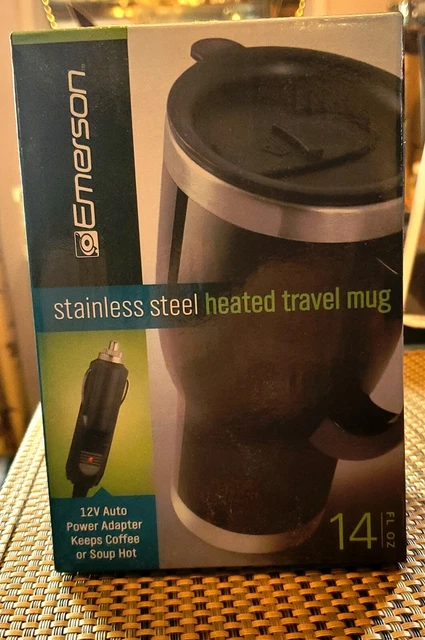 Emerson
stainless steel heated travel mug
12V Auto
Power Adapter
Keeps Coffee
or Soup Hot
14 FL OZ